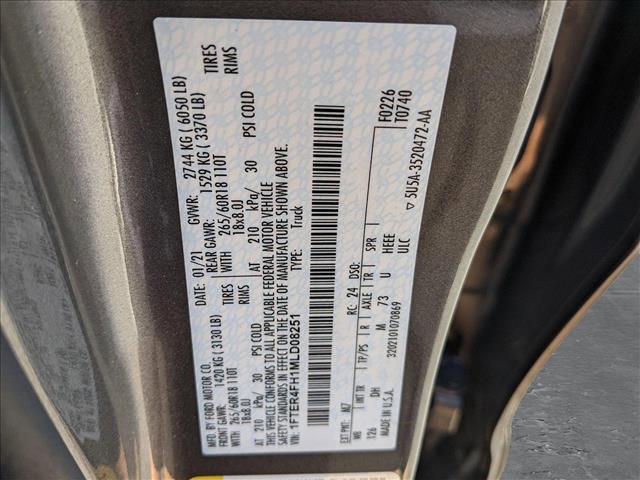 MFD. BY FORD MOTOR CO.
DATE: 01/21 GVWR: 2744 KG ( 6050 LB)
FRONT GAWR: REAR GAWR:
1420 KG ( 3130 LB) 1529 KG ( 3370 LB)
WITH TIRES WITH TIRES
265/60R18 110T 265/60R18 110T
18x8.0J RIMS 18x8.0J RIMS
AT 210 kPa/ 30 PSI COLD AT 210 kPa/ 30 PSI COLD
THIS VEHICLE CONFORMS TO ALL APPLICABLE FEDERAL MOTOR VEHICLE
SAFETY STANDARDS IN EFFECT ON THE DATE OF MANUFACTURE SHOWN ABOVE.
VIN: 1FTER4FH1MLD08251 TYPE: Truck
F0226
T0740
EXT PNT: M7 RC: 24 DSO:
WB INT TR TP/PS R AXLE TR SPR
126 DH M 73 U HEEE
ULC
MADE IN U.S.A. 3202101070869
▽5U5A-3520472-AA